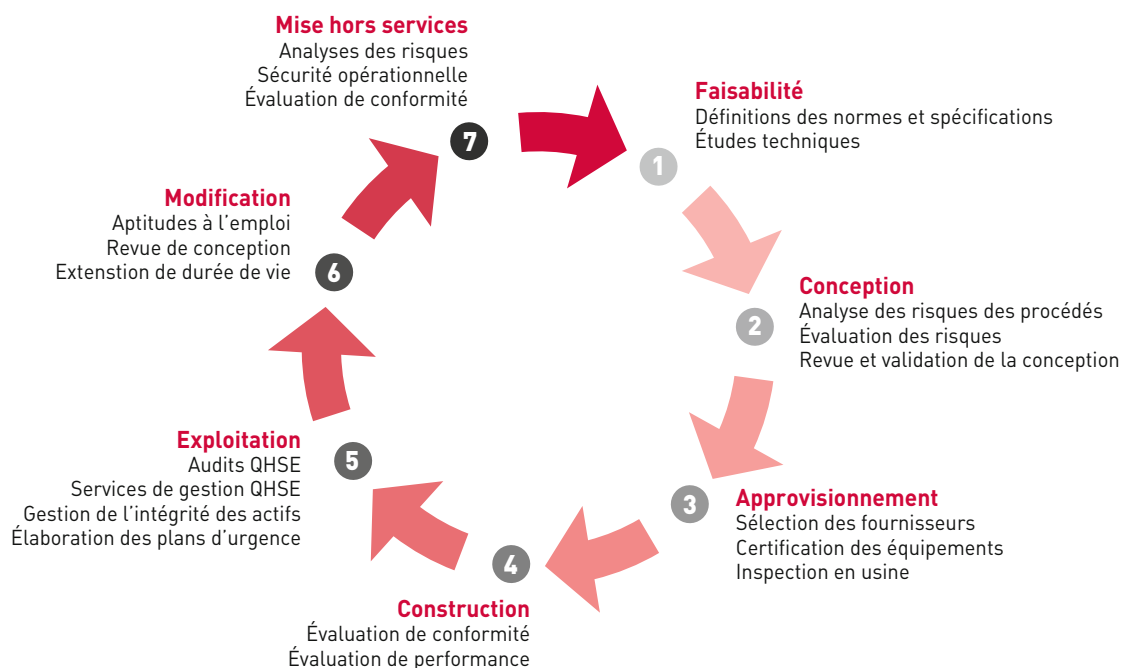 1
Faisabilité
Définitions des normes et spécifications
Études techniques
2
Conception
Analyse des risques des procédés
Évaluation des risques
Revue et validation de la conception
3
Approvisionnement
Sélection des fournisseurs
Certification des équipements
Inspection en usine
4
Construction
Évaluation de conformité
Évaluation de performance
5
Exploitation
Audits QHSE
Services de gestion QHSE
Gestion de l'intégrité des actifs
Élaboration des plans d'urgence
6
Modification
Aptitudes à l'emploi
Revue de conception
Extenstion de durée de vie
7
Mise hors services
Analyses des risques
Sécurité opérationnelle
Évaluation de conformité